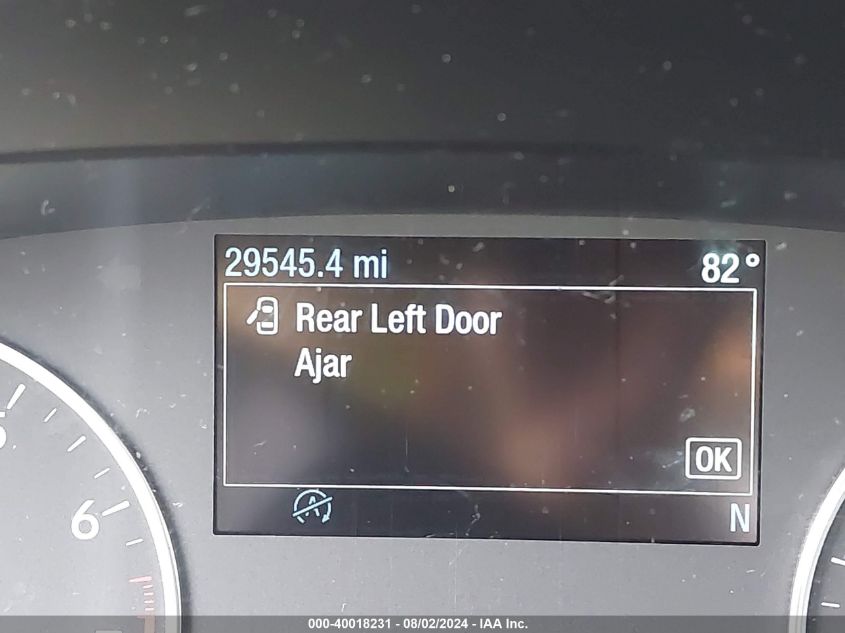 29545.4 mi 82°
Rear Left Door
Ajar
OK
A
N
6
000-40018231 - 08/02/2024 - IAA Inc.